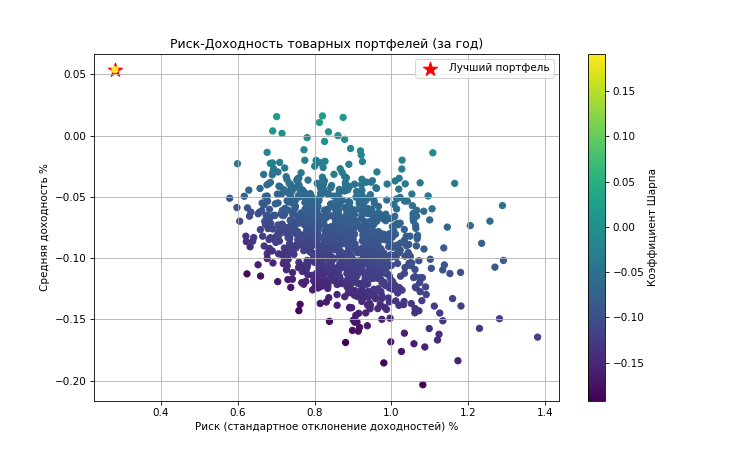 Риск-Доходность товарных портфелей (за год)
Лучший портфель
Средняя доходность %
0.05
0.00
−0.05
−0.10
−0.15
−0.20
0.4 0.6 0.8 1.0 1.2 1.4
Риск (стандартное отклонение доходностей) %
0.15
0.10
0.05
0.00
−0.05
−0.10
−0.15
Коэффициент Шарпа